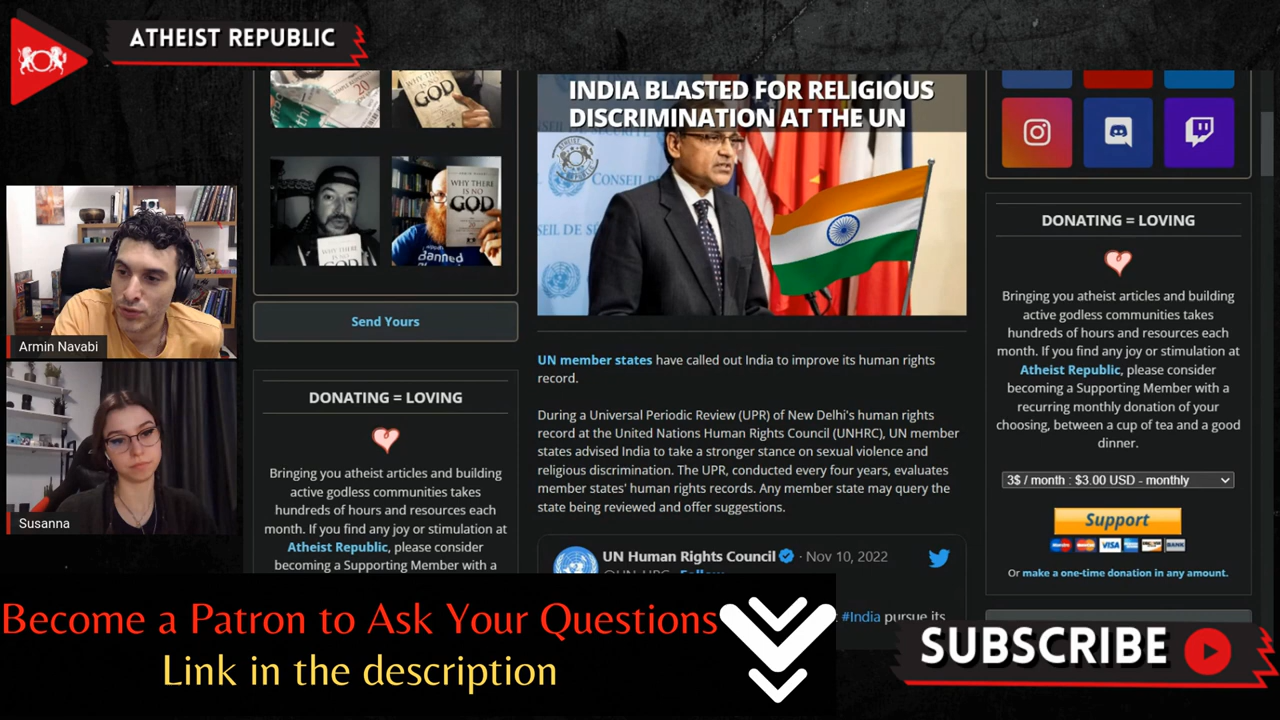 ATHEIST REPUBLIC
Armin Navabi
Susanna
WHY THERE
IS NO
GOD
danned
Send Yours
DONATING = LOVING
Bringing you atheist articles and building
active godless communities takes
hundreds of hours and resources each
month. If you find any joy or stimulation at
Atheist Republic, please consider
becoming a Supporting Member with a
INDIA BLASTED FOR RELIGIOUS
DISCRIMINATION AT THE UN
UN member states have called out India to improve its human rights
record.
During a Universal Periodic Review (UPR) of New Delhi's human rights
record at the United Nations Human Rights Council (UNHRC), UN member
states advised India to take a stronger stance on sexual violence and
religious discrimination. The UPR, conducted every four years, evaluates
member states' human rights records. Any member state may query the
state being reviewed and offer suggestions.
UN Human Rights Council · Nov 10, 2022
#India pursue its
DONATING = LOVING
Bringing you atheist articles and building
active godless communities takes
hundreds of hours and resources each
month. If you find any joy or stimulation at
Atheist Republic, please consider
becoming a Supporting Member with a
recurring monthly donation of your
choosing, between a cup of tea and a good
dinner.
3$ / month : $3.00 USD - monthly
Support
VISA
BANK
Or make a one-time donation in any amount.
Become a Patron to Ask Your Questions
Link in the description
SUBSCRIBE